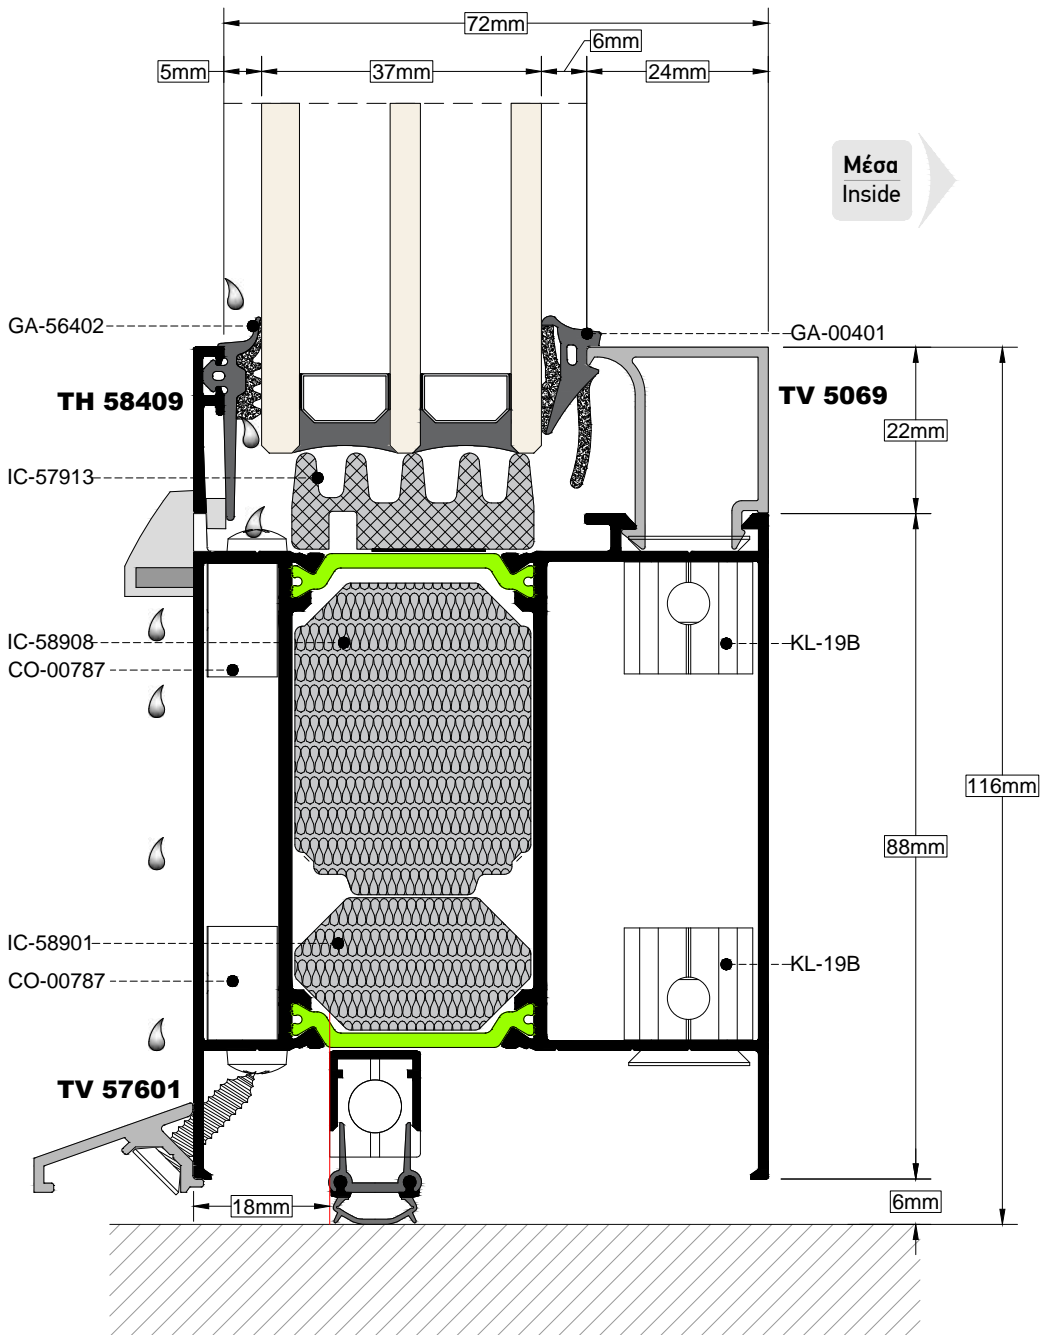 72mm
6mm
5mm
37mm
24mm
Μέσα
Inside
GA-56402
GA-00401
TH 58409
TV 5069
22mm
IC-57913
IC-58908
CO-00787
KL-19B
116mm
88mm
IC-58901
CO-00787
KL-19B
TV 57601
18mm
6mm